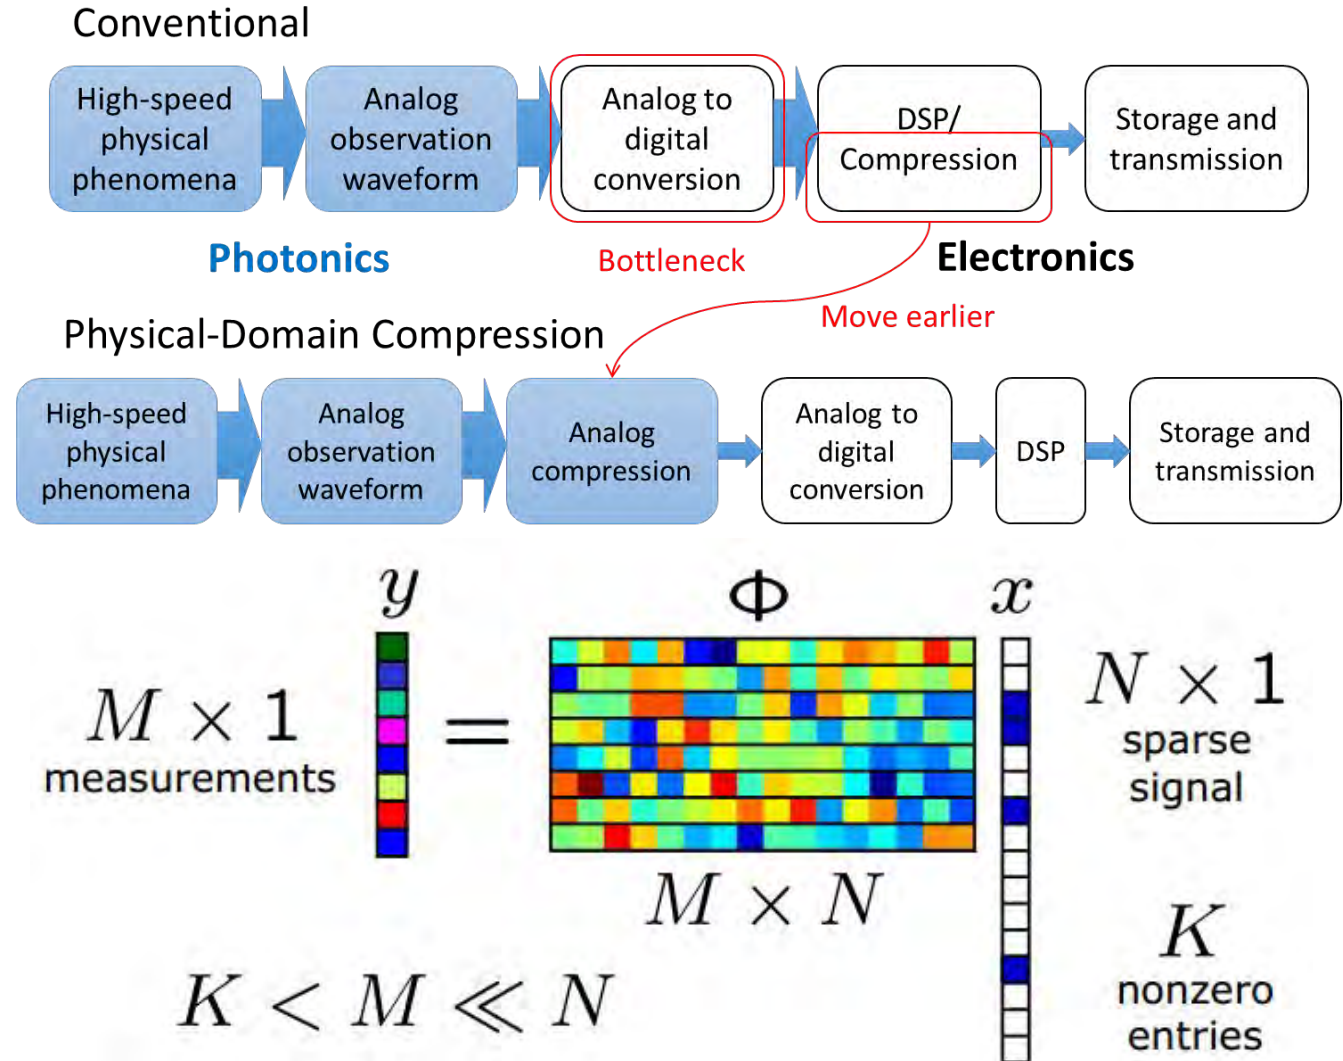 Conventional
High-speed
physical
phenomena
Analog
observation
waveform
Analog to
digital
conversion
DSP/
Compression
Storage and
transmission
Photonics
Bottleneck
Electronics
Move earlier
Physical-Domain Compression
High-speed
physical
phenomena
Analog
observation
waveform
Analog
compression
Analog to
digital
conversion
DSP
Storage and
transmission
y
Φ
x
M × 1
measurements
=
N × 1
sparse
signal
M × N
K < M ≪ N
K
nonzero
entries